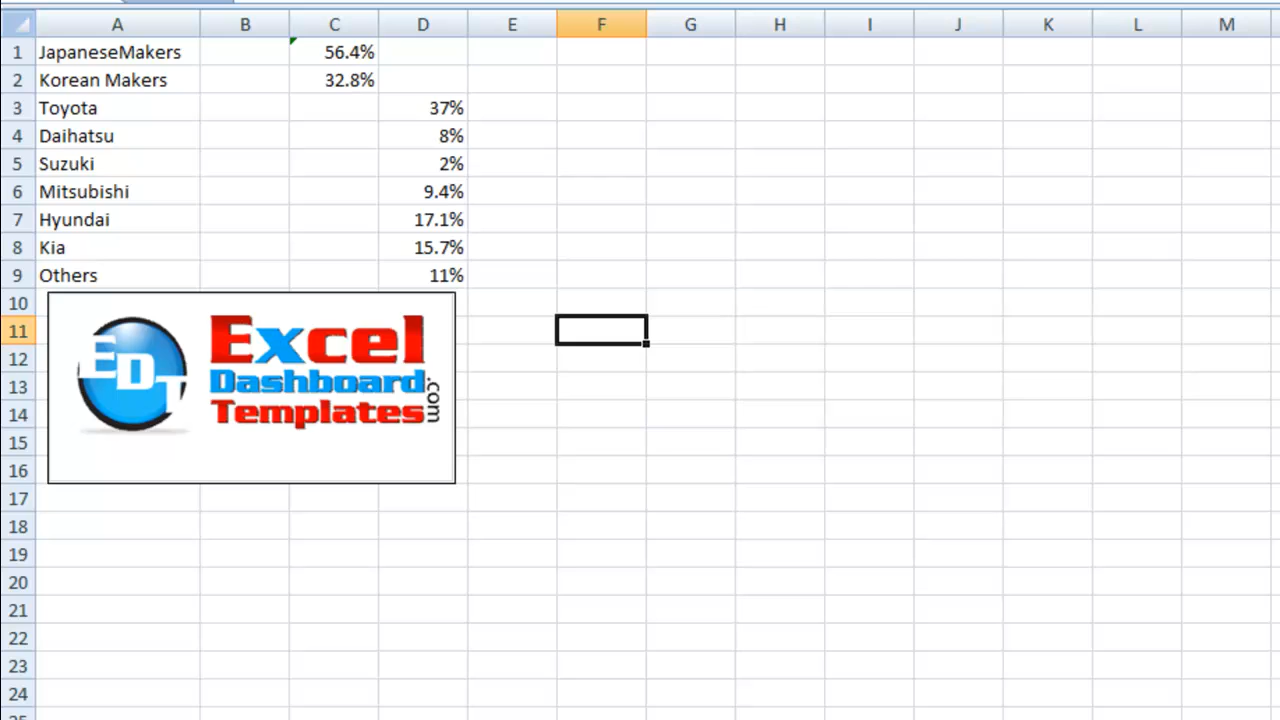 A B C D E F G H I J K L M
1 JapaneseMakers 56.4%
2 Korean Makers 32.8%
3 Toyota 37%
4 Daihatsu 8%
5 Suzuki 2%
6 Mitsubishi 9.4%
7 Hyundai 17.1%
8 Kia 15.7%
9 Others 11%
10
11
12
13
14
15
16
17
18
19
20
21
22
23
24
25
EDT
Excel
Dashboard
Templates
.com